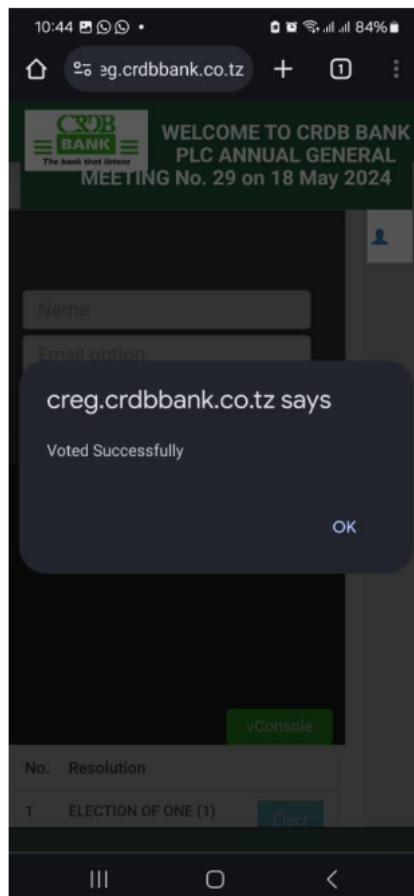 10:44
84%
eg.crdbbank.co.tz
1
CRDB
BANK
The bank that listens
WELCOME TO CRDB BANK
PLC ANNUAL GENERAL
MEETING No. 29 on 18 May 2024
Name
Email option
creg.crdbbank.co.tz says
Voted Successfully
OK
vConsole
No. Resolution
1 ELECTION OF ONE (1)
Elect